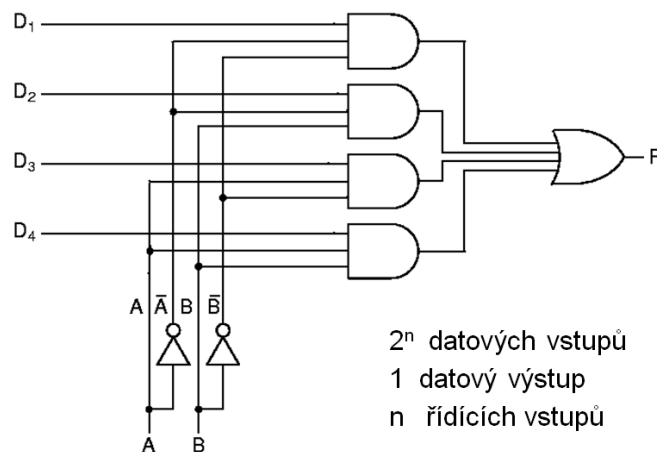 D₁
D₂
D₃
D₄
F
A A̅ B B̅
A B
2ⁿ datových vstupů
1 datový výstup
n řídících vstupů